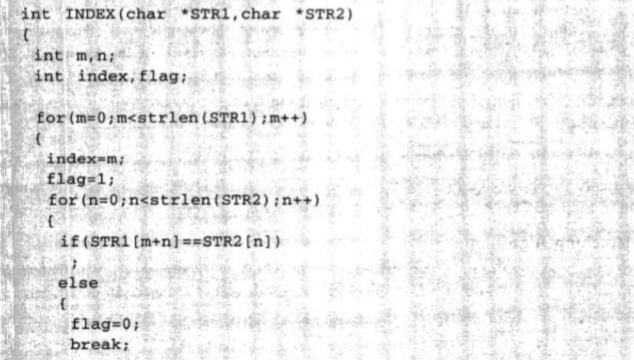 int INDEX(char *STR1,char *STR2)
{
int m,n;
int index,flag;
for(m=0;m<strlen(STR1);m++)
{
index=m;
flag=1;
for(n=0;n<strlen(STR2);n++)
{
if(STR1[m+n]==STR2[n])
;
else
{
flag=0;
break;